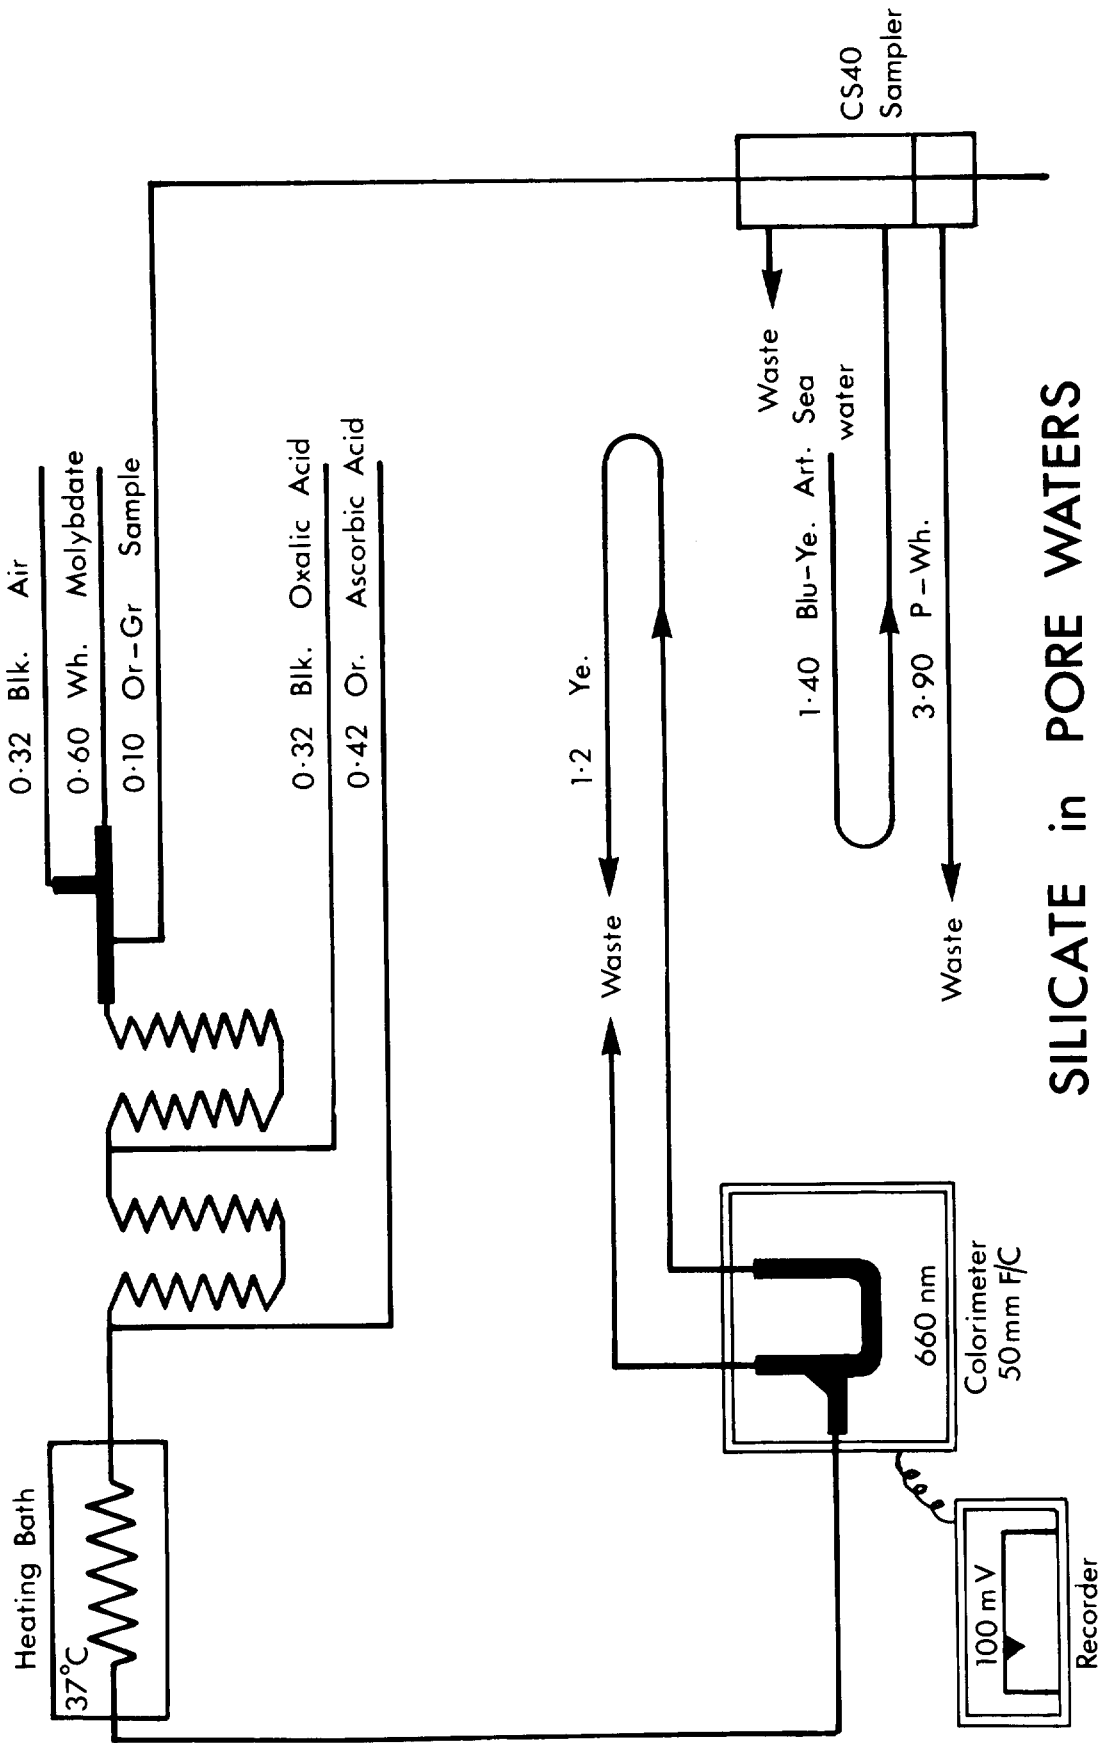 0·32 Blk. Air
0·60 Wh. Molybdate
0·10 Or-Gr Sample
Heating Bath
37°C
0·32 Blk. Oxalic Acid
0·42 Or. Ascorbic Acid
1·2 Ye.
Waste
660 nm
Colorimeter
50mm F/C
100 mV
Recorder
Waste
CS40
Sampler
1·40 Blu-Ye. Art. Sea
water
3·90 P-Wh.
Waste
SILICATE in PORE WATERS